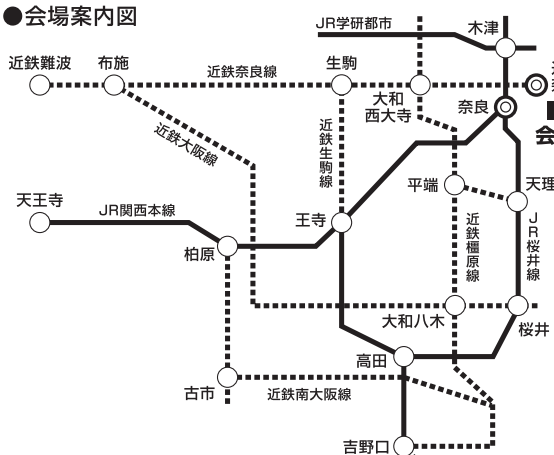 ●会場案内図
JR学研都市
木津
近鉄難波
布施
近鉄奈良線
生駒
大和
西大寺
奈良
近鉄大阪線
近鉄生駒線
平端
天理
天王寺
JR関西本線
王寺
柏原
近鉄橿原線
JR桜井線
大和八木
桜井
高田
古市
近鉄南大阪線
吉野口